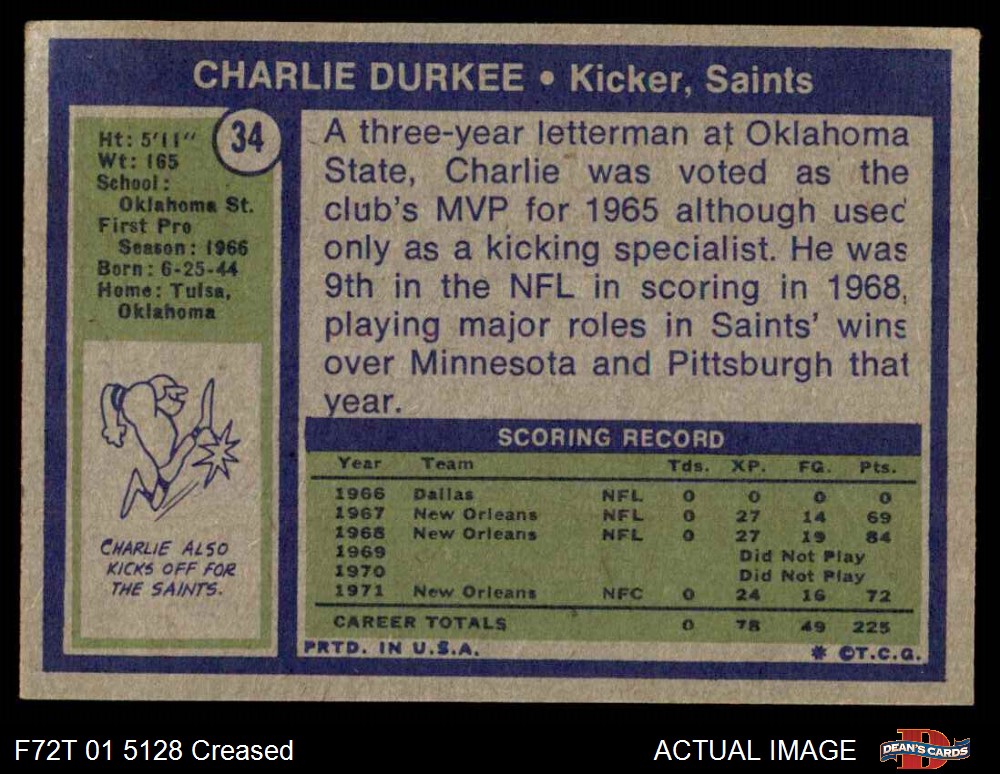 CHARLIE DURKEE • Kicker, Saints
34
Ht: 5'11"
Wt: 165
School:
Oklahoma St.
First Pro
Season: 1966
Born: 6-25-44
Home: Tulsa,
Oklahoma
CHARLIE ALSO
KICKS OFF FOR
THE SAINTS.
A three-year letterman at Oklahoma
State, Charlie was voted as the
club's MVP for 1965 although used
only as a kicking specialist. He was
9th in the NFL in scoring in 1968,
playing major roles in Saints' wins
over Minnesota and Pittsburgh that
year.
SCORING RECORD
Year Team Tds. XP. FG. Pts.
1966 Dallas NFL 0 0 0 0
1967 New Orleans NFL 0 27 14 69
1968 New Orleans NFL 0 27 19 84
1969 Did Not Play
1970 Did Not Play
1971 New Orleans NFC 0 24 16 72
CAREER TOTALS 0 78 49 225
PRTD. IN U.S.A. * ©T.C.G.
F72T 01 5128 Creased ACTUAL IMAGE
D
DEAN'S CARDS